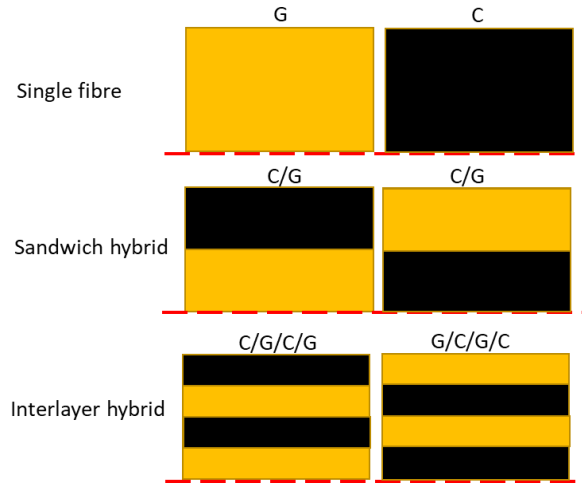 G C
Single fibre
C/G C/G
Sandwich hybrid
C/G/C/G G/C/G/C
Interlayer hybrid